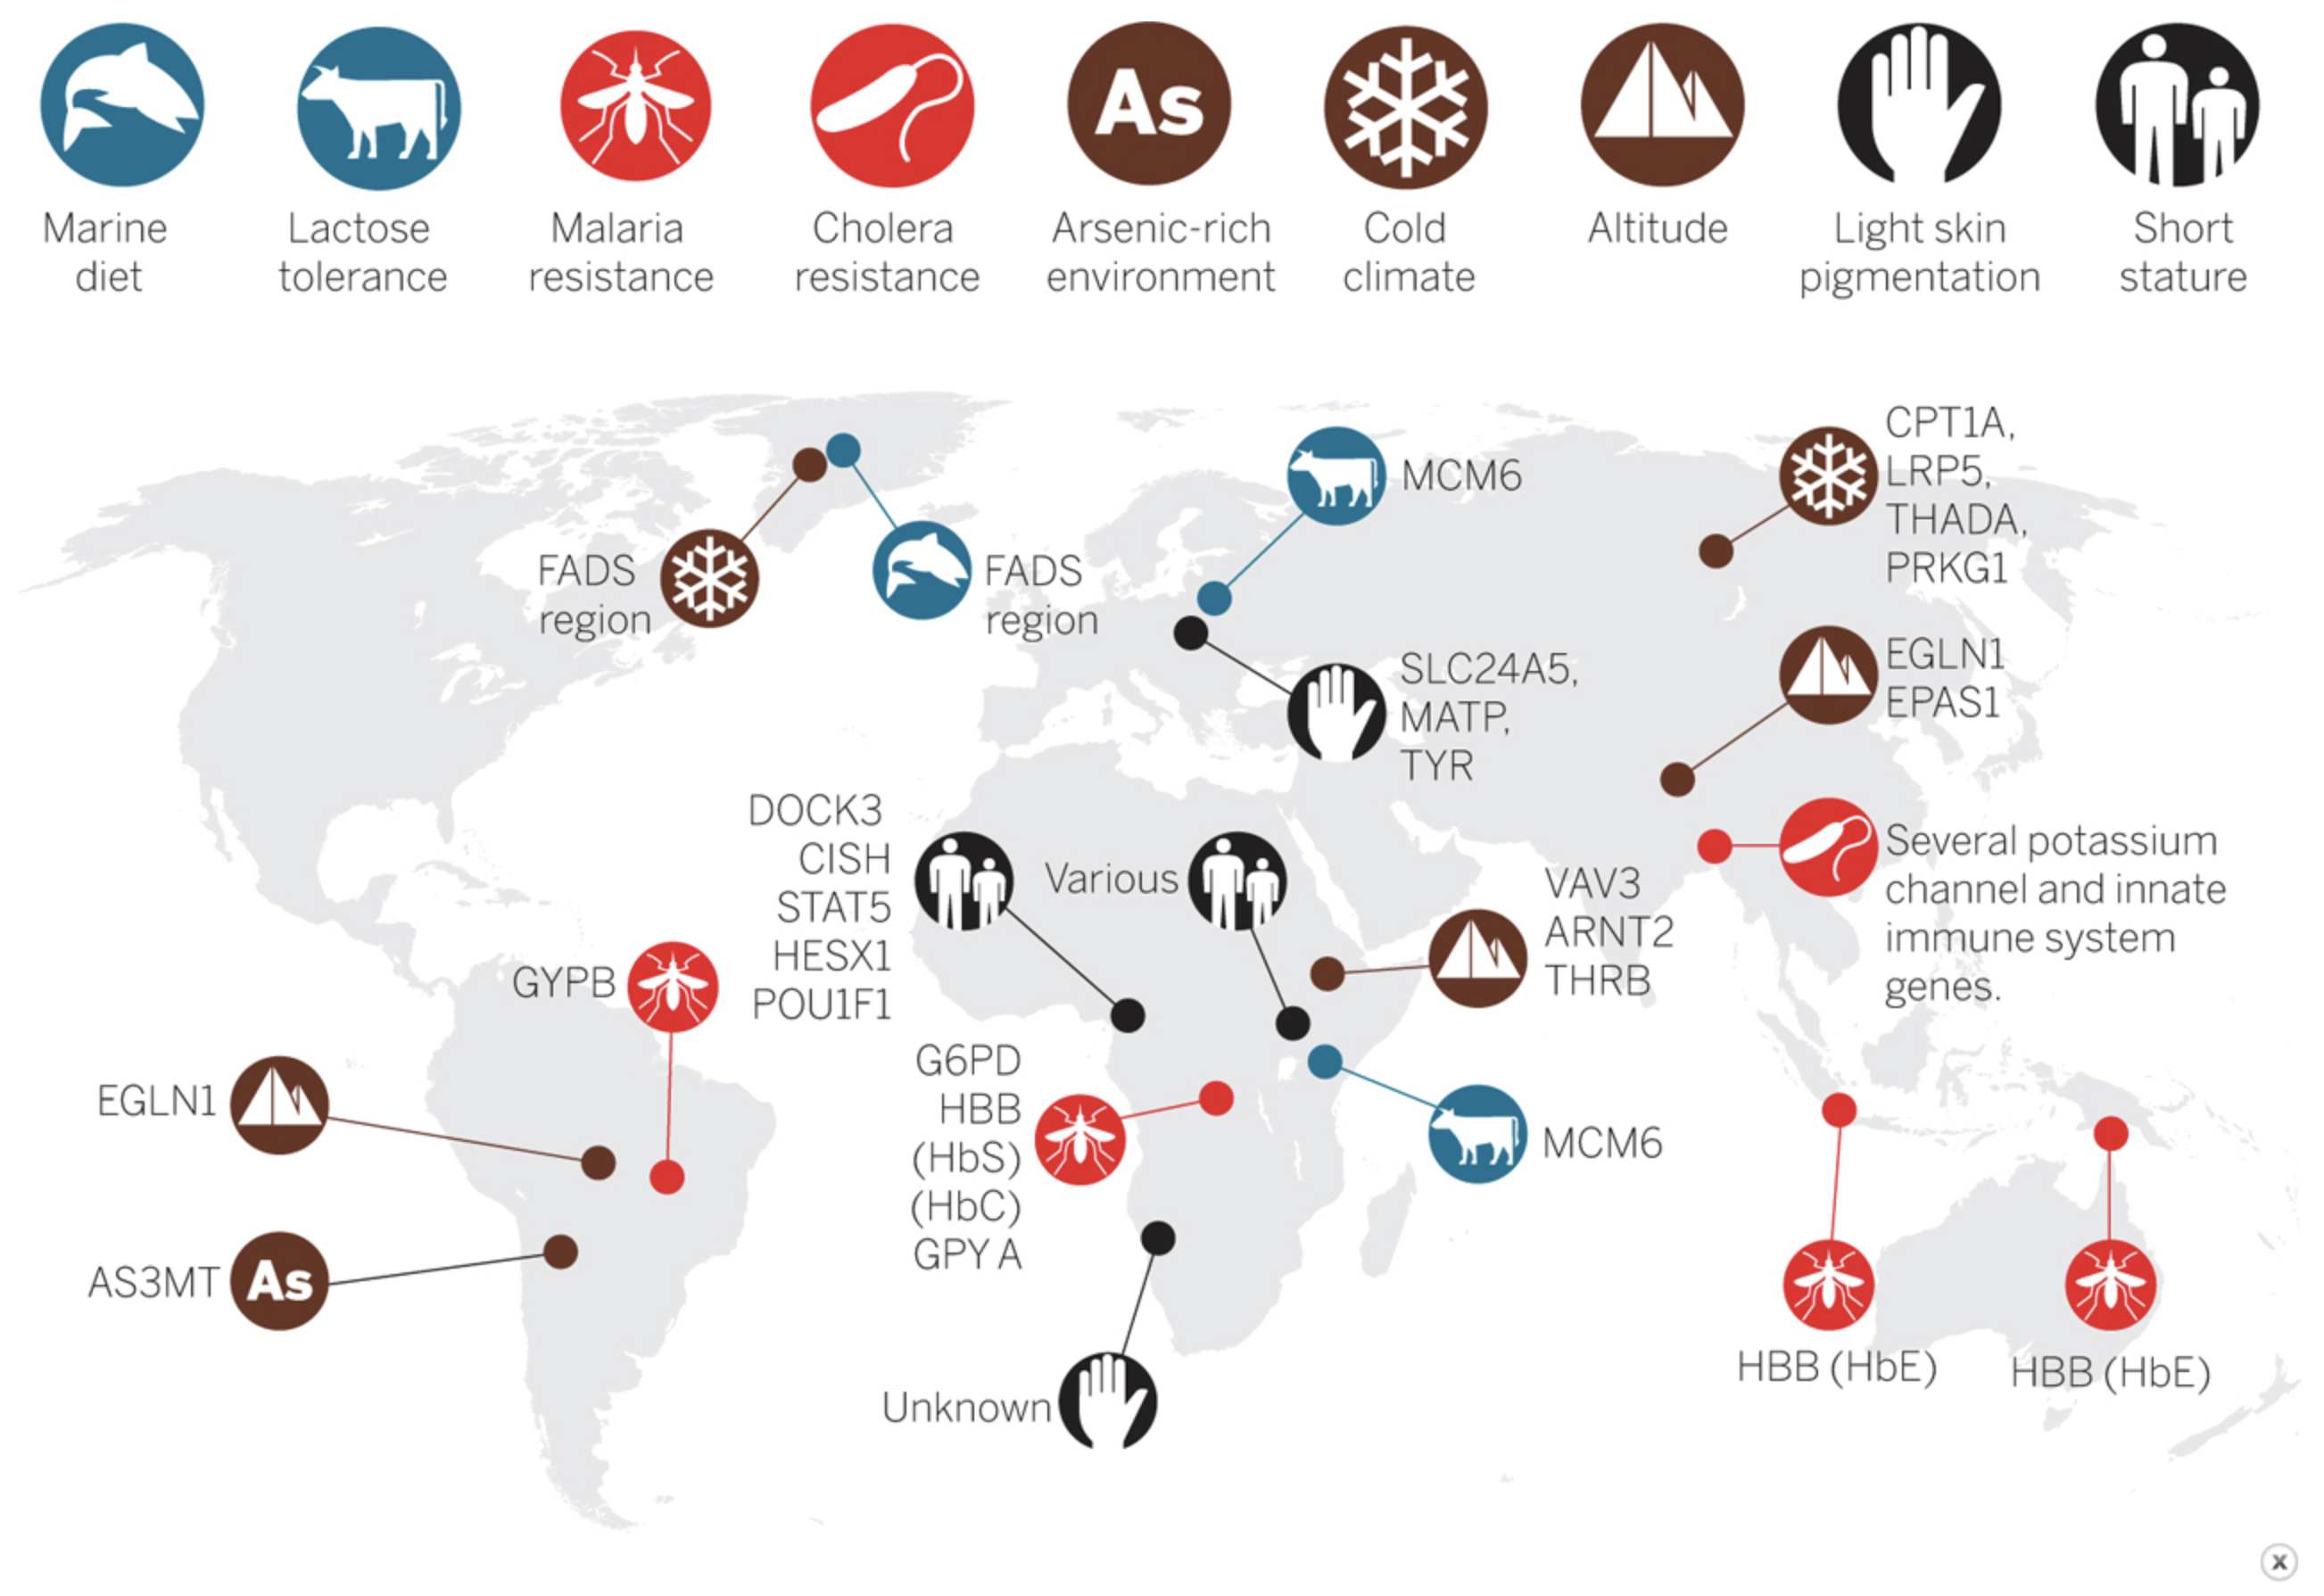 As
Marine
diet
Lactose
tolerance
Malaria
resistance
Cholera
resistance
Arsenic-rich
environment
Cold
climate
Altitude
Light skin
pigmentation
Short
stature
FADS
region
FADS
region
MCM6
CPT1A,
LRP5,
THADA,
PRKG1
SLC24A5,
MATP,
TYR
EGLN1
EPAS1
DOCK3
CISH
STAT5
HESX1
POU1F1
Various
VAV3
ARNT2
THRB
Several potassium
channel and innate
immune system
genes.
GYPB
EGLN1
G6PD
HBB
(HbS)
(HbC)
GPY A
MCM6
AS3MT
As
Unknown
HBB (HbE)
HBB (HbE)
x